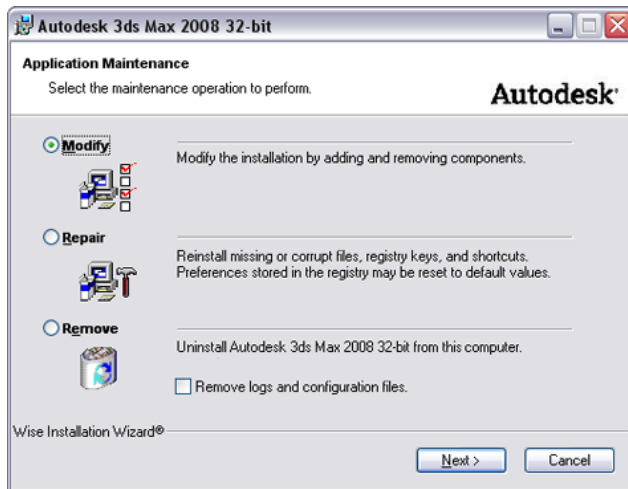 Autodesk 3ds Max 2008 32-bit
Application Maintenance
Select the maintenance operation to perform.
Autodesk®
Modify
Modify the installation by adding and removing components.
Repair
Reinstall missing or corrupt files, registry keys, and shortcuts.
Preferences stored in the registry may be reset to default values.
Remove
Uninstall Autodesk 3ds Max 2008 32-bit from this computer.
Remove logs and configuration files.
Wise Installation Wizard®
Next >
Cancel